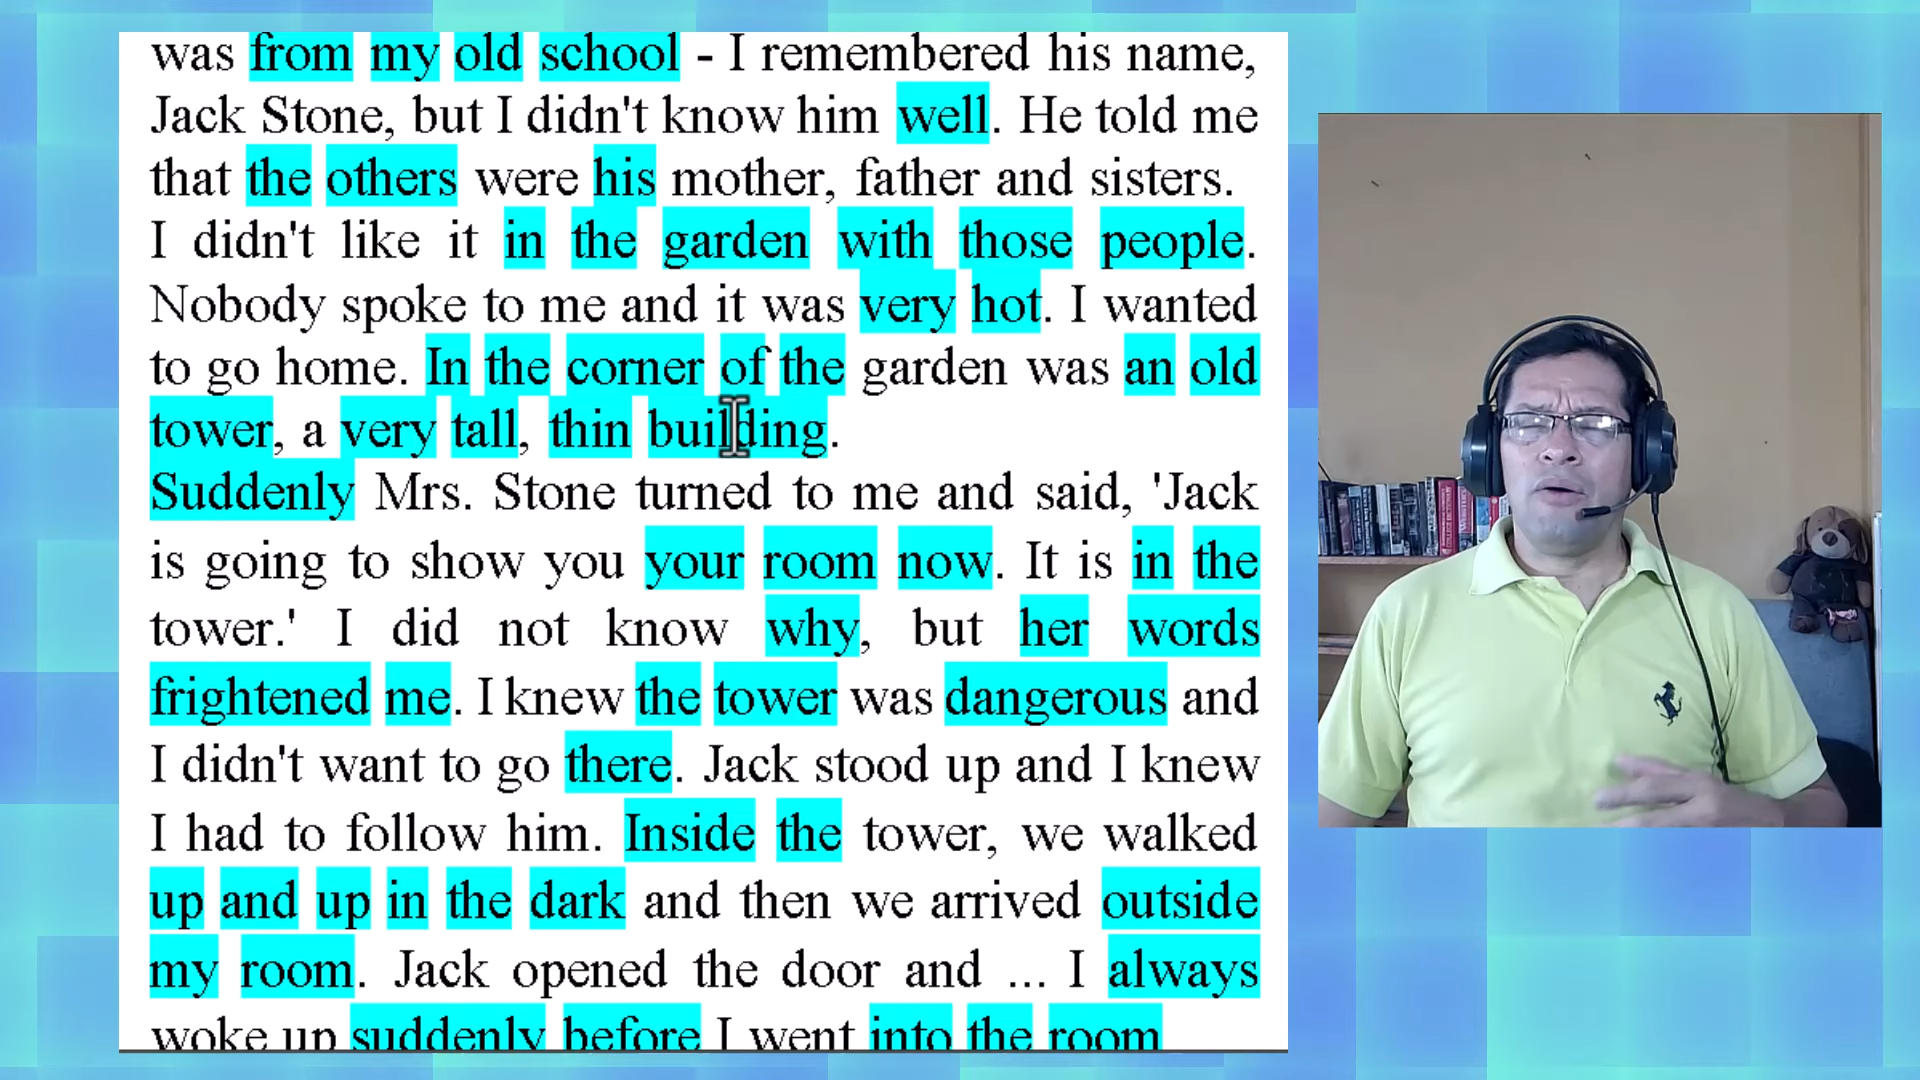 was from my old school - I remembered his name,
Jack Stone, but I didn't know him well. He told me
that the others were his mother, father and sisters.
I didn't like it in the garden with those people.
Nobody spoke to me and it was very hot. I wanted
to go home. In the corner of the garden was an old
tower, a very tall, thin building.
Suddenly Mrs. Stone turned to me and said, 'Jack
is going to show you your room now. It is in the
tower.' I did not know why, but her words
frightened me. I knew the tower was dangerous and
I didn't want to go there. Jack stood up and I knew
I had to follow him. Inside the tower, we walked
up and up in the dark and then we arrived outside
my room. Jack opened the door and ... I always
woke up suddenly before I went into the room